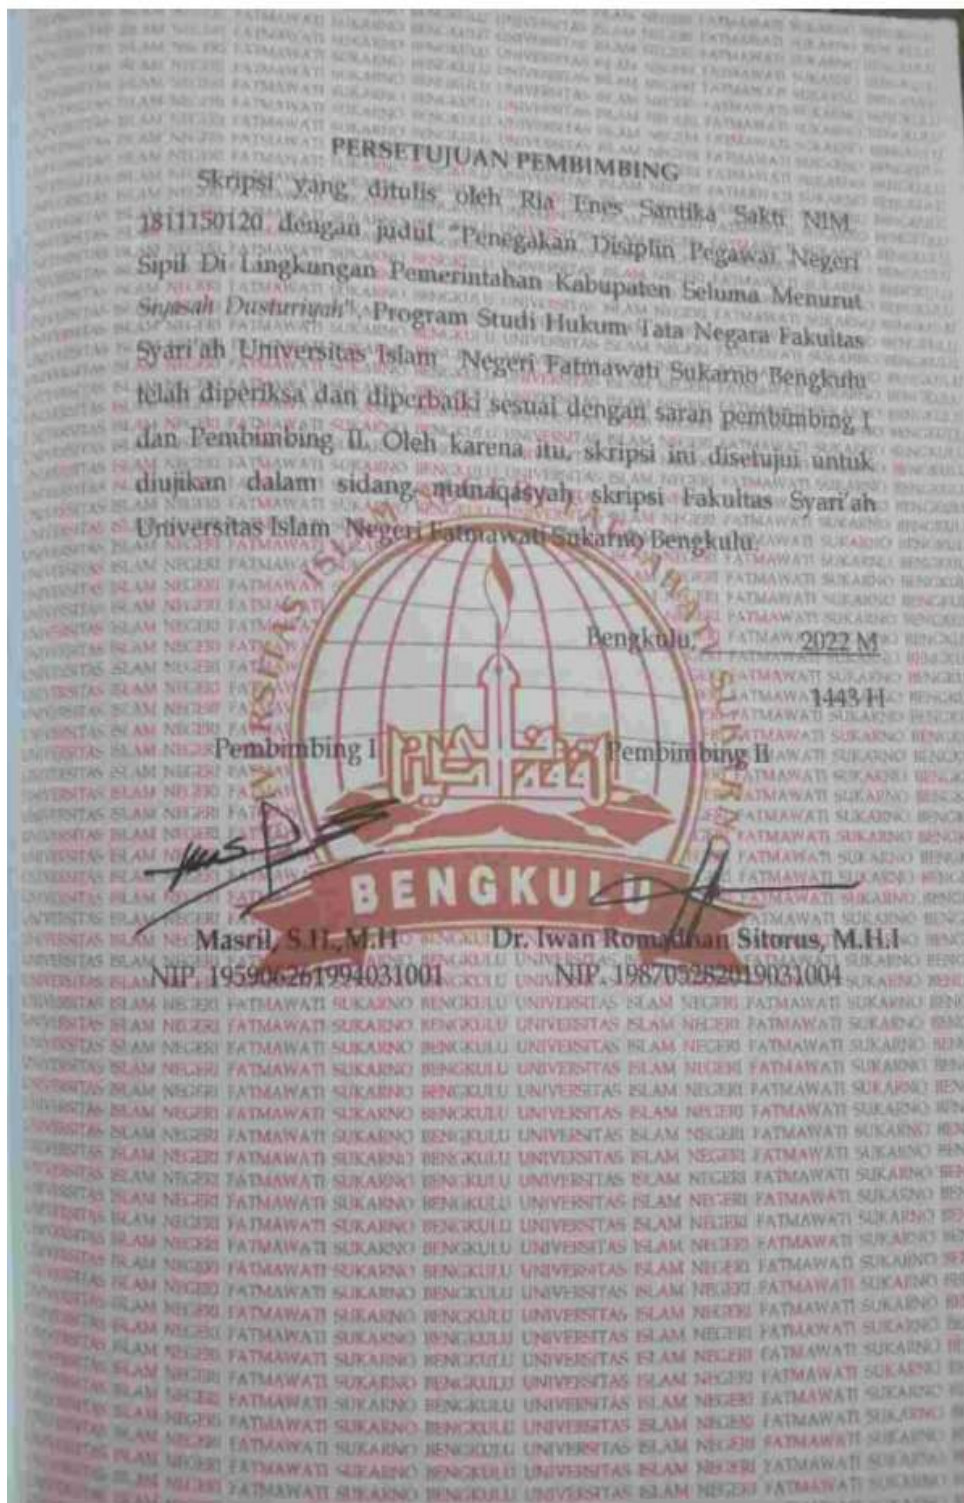 PERSETUJUAN PEMBIMBING
Skripsi yang ditulis oleh Ria Enes Santika Sakti NIM.
1811150120 dengan judul "Penegakan Disiplin Pegawai Negeri
Sipil Di Lingkungan Pemerintahan Kabupaten Seluma Menurut
Siyasah Dusturriyah", Program Studi Hukum Tata Negara Fakultas
Syari'ah Universitas Islam Negeri Fatmawati Sukarno Bengkulu
telah diperiksa dan diperbaiki sesuai dengan saran pembimbing I
dan Pembimbing II. Oleh karena itu, skripsi ini disetujui untuk
diujikan dalam sidang munaqasyah skripsi Fakultas Syari'ah
Universitas Islam Negeri Fatmawati Sukarno Bengkulu.
Bengkulu, 2022 M
1443 H
Pembimbing I Pembimbing II
BENGKULU
Masril, S.H., M.H Dr. Iwan Romadhan Sitorus, M.H.I
NIP. 195906261994031001 NIP. 198705282019031004